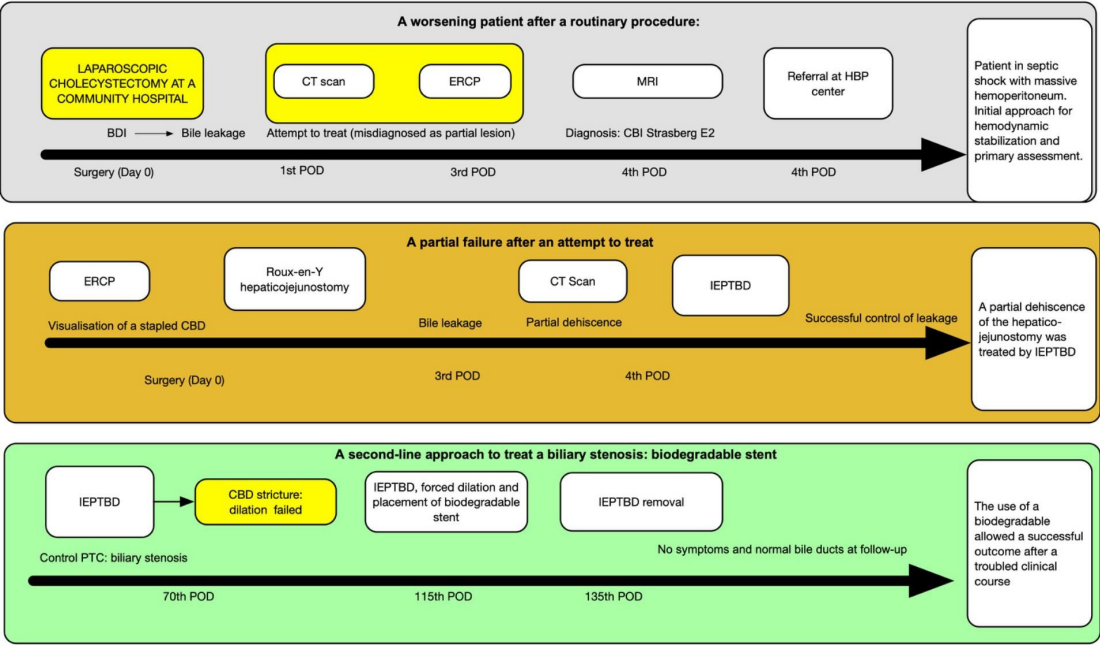 A worsening patient after a routinary procedure:
LAPAROSCOPIC
CHOLECYSTECTOMY AT A
COMMUNITY HOSPITAL
CT scan
ERCP
MRI
Referral at HBP
center
BDI
Bile leakage
Attempt to treat (misdiagnosed as partial lesion)
Diagnosis: CBI Strasberg E2
Surgery (Day 0)
1st POD
3rd POD
4th POD
4th POD
Patient in septic
shock with massive
hemoperitoneum.
Initial approach for
hemodynamic
stabilization and
primary assessment.
A partial failure after an attempt to treat
ERCP
Roux-en-Y
hepaticojejunostomy
CT Scan
IEPTBD
Visualisation of a stapled CBD
Bile leakage
Partial dehiscence
Successful control of leakage
Surgery (Day 0)
3rd POD
4th POD
A partial dehiscence
of the hepatico-
jejunostomy was
treated by IEPTBD
A second-line approach to treat a biliary stenosis: biodegradable stent
IEPTBD
CBD stricture:
dilation failed
IEPTBD, forced dilation and
placement of biodegradable
stent
IEPTBD removal
Control PTC: biliary stenosis
No symptoms and normal bile ducts at follow-up
70th POD
115th POD
135th POD
The use of a
biodegradable
allowed a successful
outcome after a
troubled clinical
course